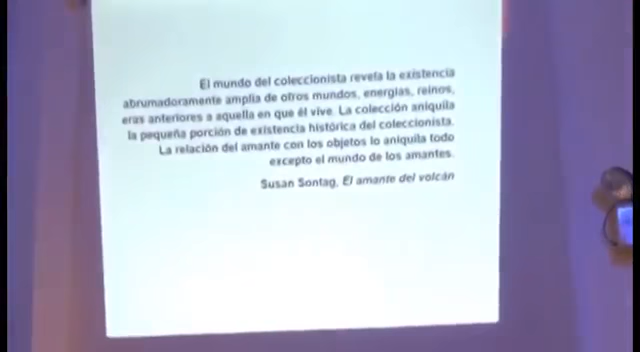 El mundo del coleccionista revela la existencia
abrumadoramente amplia de otros mundos, energías, reinos,
eras anteriores a aquella en que él vive. La colección aniquila
la pequeña porción de existencia histórica del coleccionista.
La relación del amante con los objetos lo aniquila todo
excepto el mundo de los amantes.
Susan Sontag, El amante del volcán